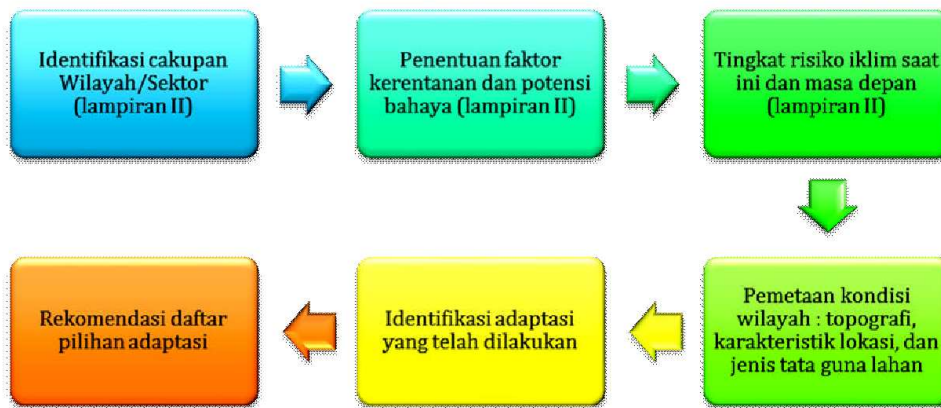 Identifikasi cakupan
Wilayah/Sektor
(lampiran II)
Penentuan faktor
kerentanan dan potensi
bahaya (lampiran II)
Tingkat risiko iklim saat
ini dan masa depan
(lampiran II)
Pemetaan kondisi
wilayah : topografi,
karakteristik lokasi, dan
jenis tata guna lahan
Identifikasi adaptasi
yang telah dilakukan
Rekomendasi daftar
pilihan adaptasi